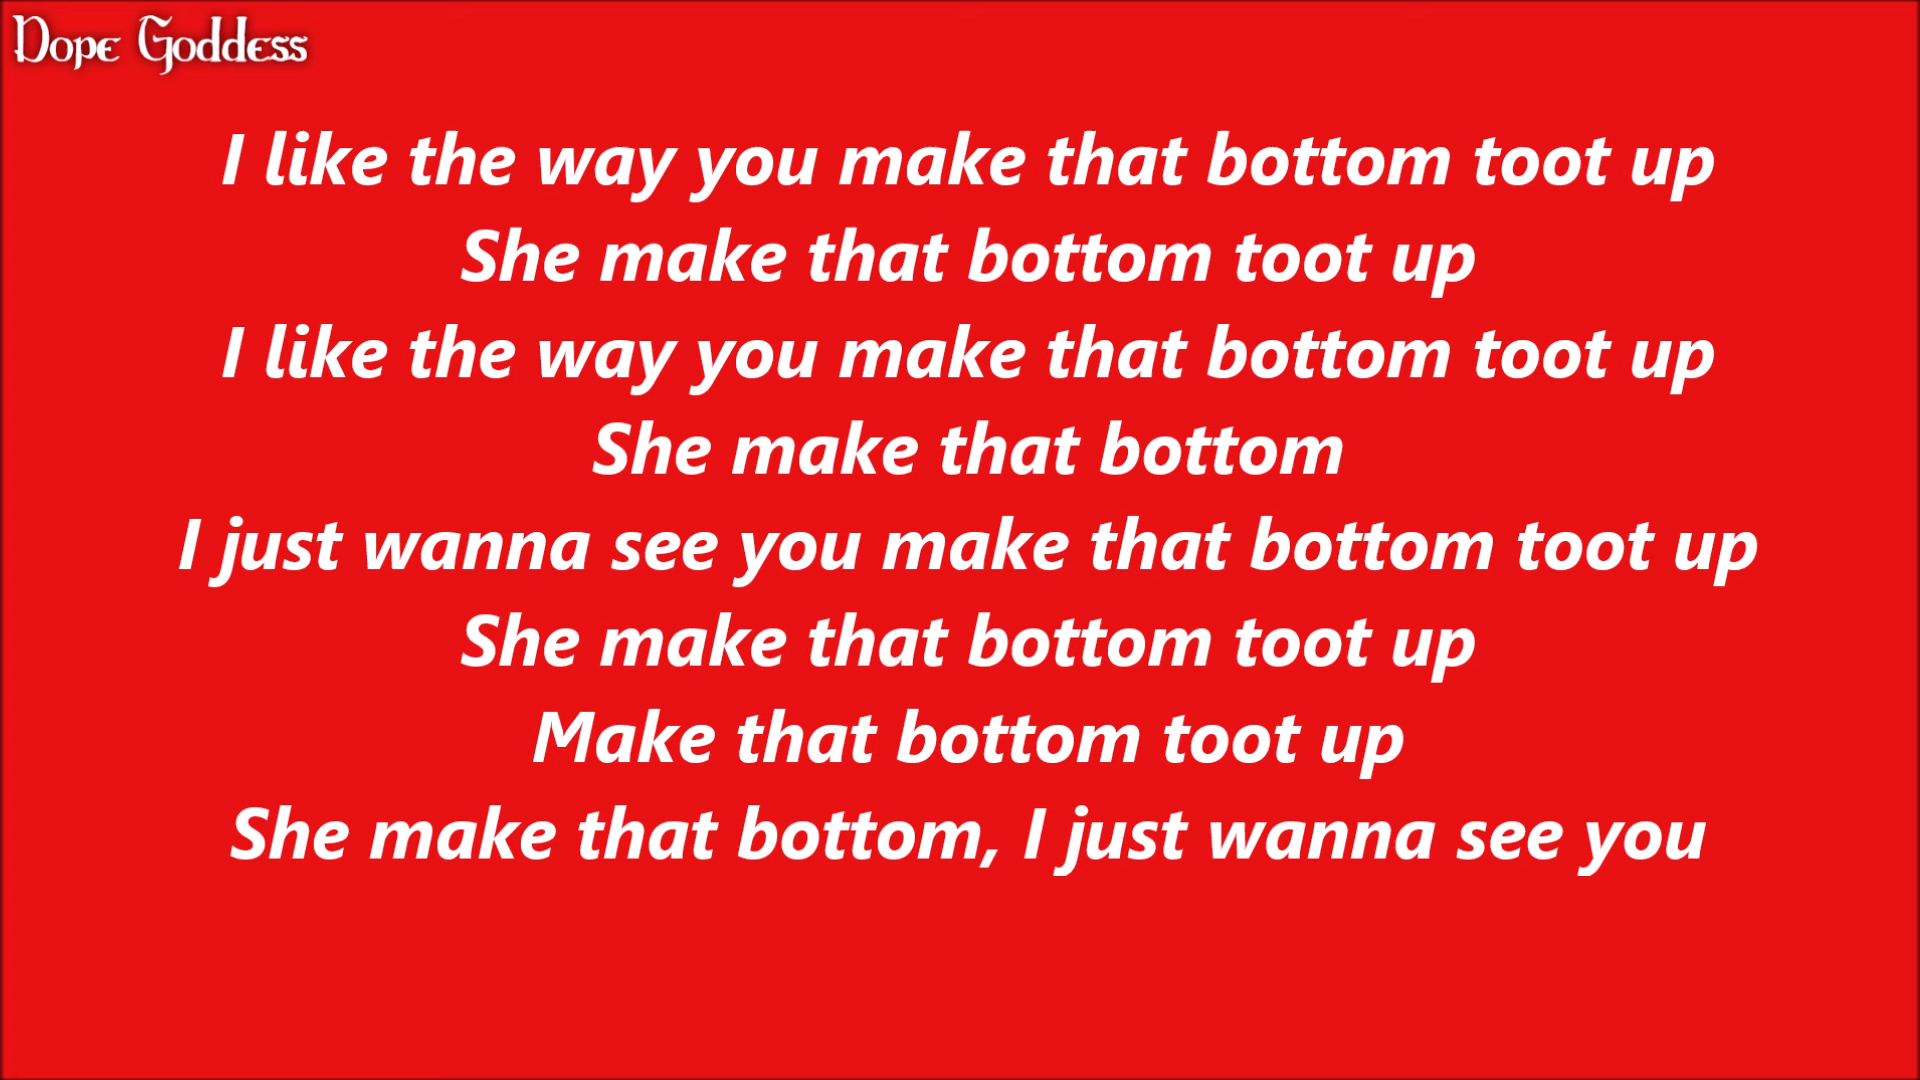 Dope Goddess
I like the way you make that bottom toot up
She make that bottom toot up
I like the way you make that bottom toot up
She make that bottom
I just wanna see you make that bottom toot up
She make that bottom toot up
Make that bottom toot up
She make that bottom, I just wanna see you